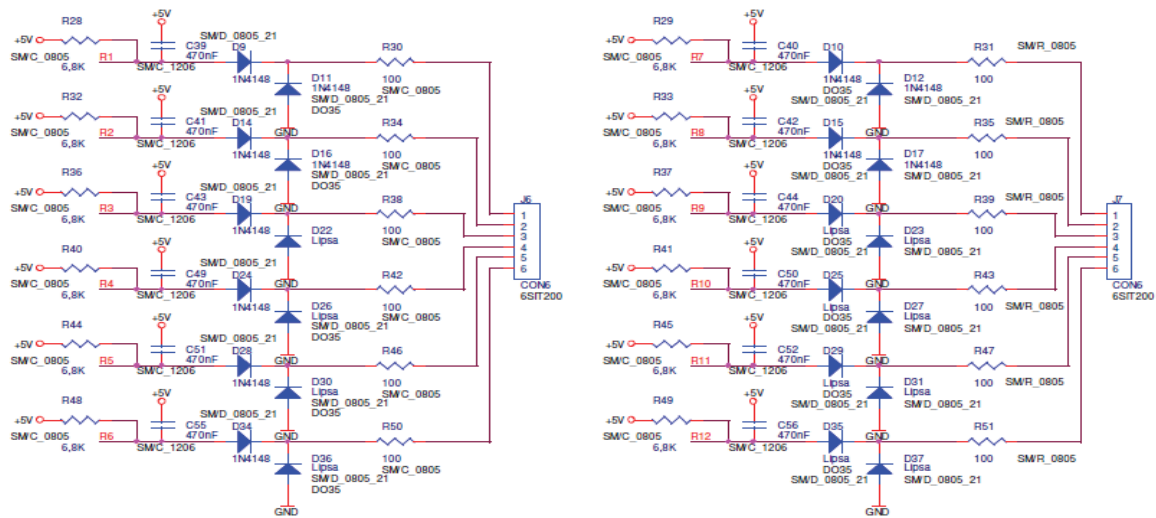 R28
+5V
+5V
SM/C_0805
6,8K
R1
C39
470nF
SM/C_1206
SM/D_0805_21
D9
1N4148
D11
1N4148
SM/D_0805_21
DO35
GND
R30
100
SM/C_0805
R32
+5V
+5V
SM/C_0805
6,8K
R2
C41
470nF
SM/C_1206
SM/D_0805_21
D14
1N4148
D16
1N4148
SM/D_0805_21
DO35
GND
R34
100
SM/C_0805
R36
+5V
+5V
SM/C_0805
6,8K
R3
C43
470nF
SM/C_1206
SM/D_0805_21
D19
1N4148
D22
Lipsa
GND
R38
100
SM/C_0805
R40
+5V
+5V
SM/C_0805
6,8K
R4
C49
470nF
SM/C_1206
SM/D_0805_21
D24
1N4148
D26
Lipsa
SM/D_0805_21
DO35
GND
R42
100
SM/C_0805
R44
+5V
+5V
SM/C_0805
6,8K
R5
C51
470nF
SM/C_1206
SM/D_0805_21
D28
1N4148
D30
Lipsa
SM/D_0805_21
DO35
GND
R46
100
SM/C_0805
R48
+5V
+5V
SM/C_0805
6,8K
R6
C55
470nF
SM/C_1206
SM/D_0805_21
D34
1N4148
D36
Lipsa
SM/D_0805_21
DO35
GND
R50
100
SM/C_0805
J6
1
2
3
4
5
6
CON6
6SIT200
R29
+5V
+5V
SM/C_0805
6,8K
R7
C40
470nF
SM/C_1206
D10
1N4148
DO35
SM/D_0805_21
D12
1N4148
SM/D_0805_21
GND
R31
100
SM/R_0805
R33
+5V
+5V
SM/C_0805
6,8K
R8
C42
470nF
SM/C_1206
D15
1N4148
DO35
SM/D_0805_21
D17
1N4148
SM/D_0805_21
GND
R35
100
SM/R_0805
R37
+5V
+5V
SM/C_0805
6,8K
R9
C44
470nF
SM/C_1206
D20
Lipsa
DO35
SM/D_0805_21
D23
Lipsa
SM/D_0805_21
GND
R39
100
SM/R_0805
R41
+5V
+5V
SM/C_0805
6,8K
R10
C50
470nF
SM/C_1206
D25
Lipsa
DO35
SM/D_0805_21
D27
Lipsa
SM/D_0805_21
GND
R43
100
SM/R_0805
R45
+5V
+5V
SM/C_0805
6,8K
R11
C52
470nF
SM/C_1206
D29
Lipsa
DO35
SM/D_0805_21
D31
Lipsa
SM/D_0805_21
GND
R47
100
SM/R_0805
R49
+5V
+5V
SM/C_0805
6,8K
R12
C56
470nF
SM/C_1206
D35
Lipsa
DO35
SM/D_0805_21
D37
Lipsa
SM/D_0805_21
GND
R51
100
SM/R_0805
J7
1
2
3
4
5
6
CON6
6SIT200